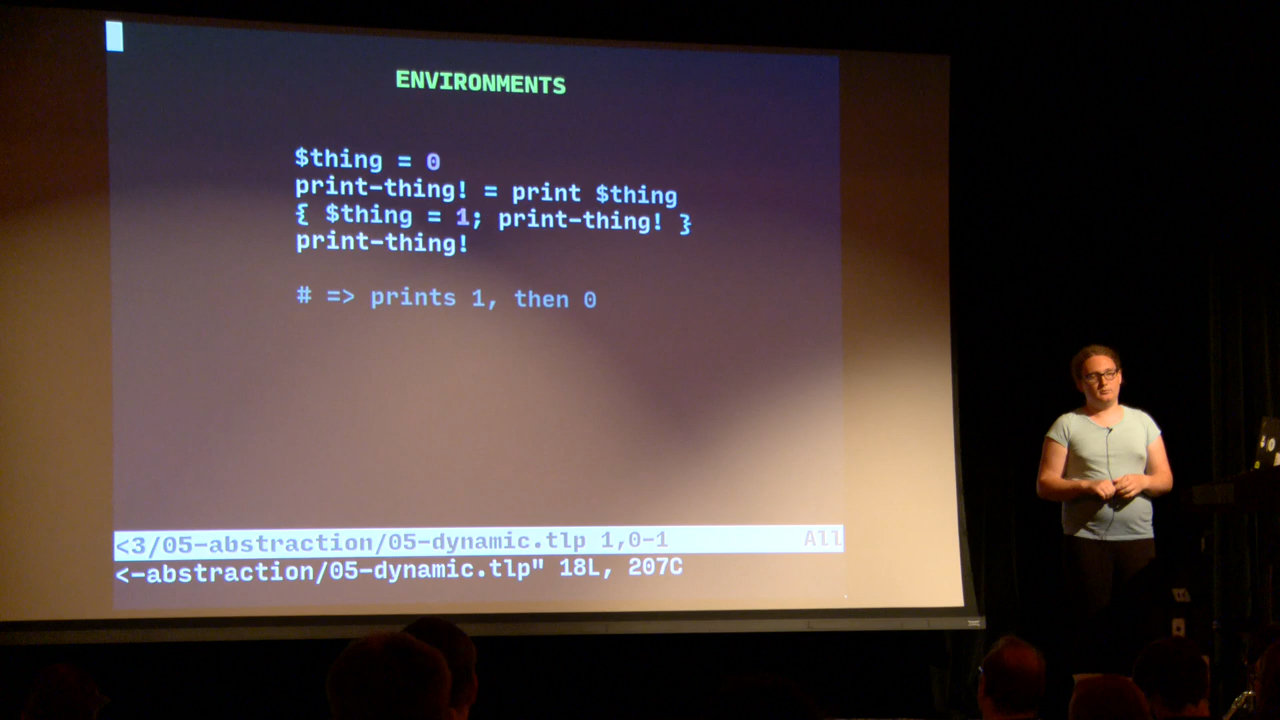 ENVIRONMENTS
$thing = 0
print-thing! = print $thing
{ $thing = 1; print-thing! }
print-thing!
# => prints 1, then 0
<3/05-abstraction/05-dynamic.tlp 1,0-1 All
<-abstraction/05-dynamic.tlp" 18L, 207C